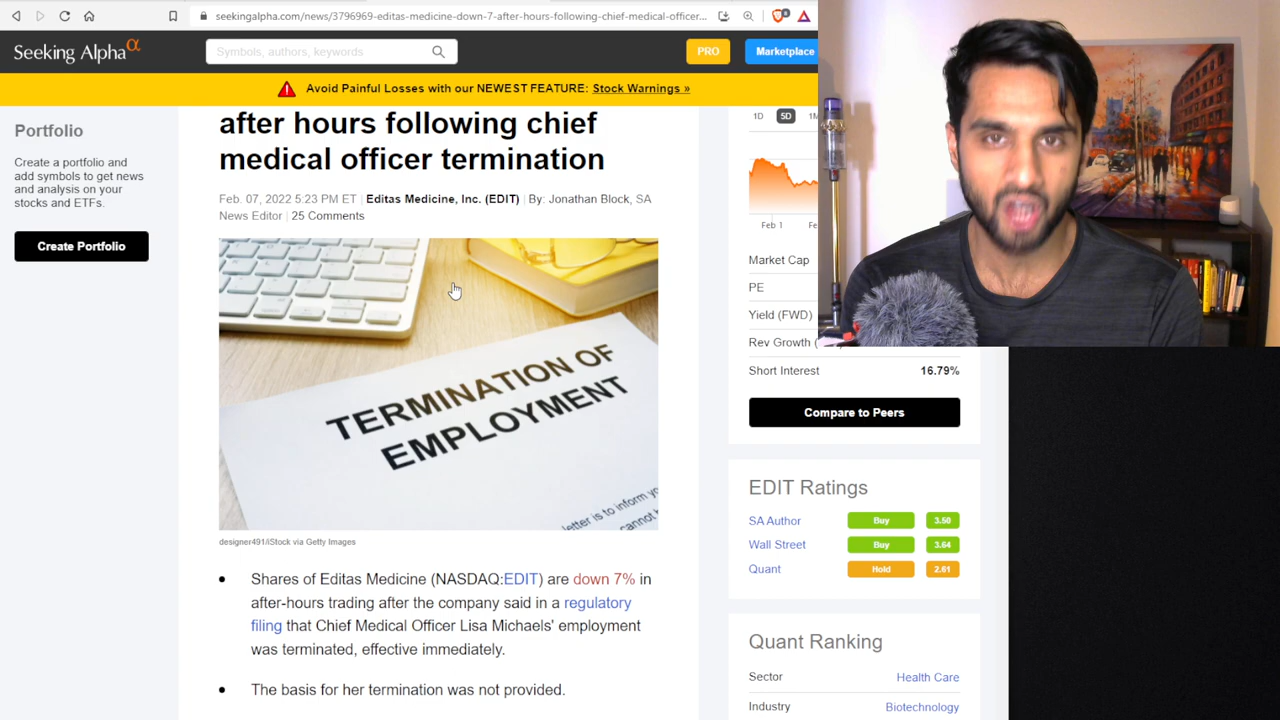 seekingalpha.com/news/3796969-editas-medicine-down-7-after-hours-following-chief-medical-officer...
Seeking Alpha α
Symbols, authors, keywords
PRO
Marketplace
Avoid Painful Losses with our NEWEST FEATURE: Stock Warnings »
Portfolio
Create a portfolio and
add symbols to get news
and analysis on your
stocks and ETFs.
Create Portfolio
after hours following chief
medical officer termination
Feb. 07, 2022 5:23 PM ET | Editas Medicine, Inc. (EDIT) | By: Jonathan Block, SA
News Editor | 25 Comments
TERMINATION OF
EMPLOYMENT
letter is to inform
cannot
designer491/iStock via Getty Images
• Shares of Editas Medicine (NASDAQ:EDIT) are down 7% in
after-hours trading after the company said in a regulatory
filing that Chief Medical Officer Lisa Michaels' employment
was terminated, effective immediately.
• The basis for her termination was not provided.
1D 5D 1M
Feb 1 Fe
Market Cap
PE
Yield (FWD)
Rev Growth (
Short Interest 16.79%
Compare to Peers
EDIT Ratings
SA Author Buy 3.50
Wall Street Buy 3.64
Quant Hold 2.61
Quant Ranking
Sector Health Care
Industry Biotechnology